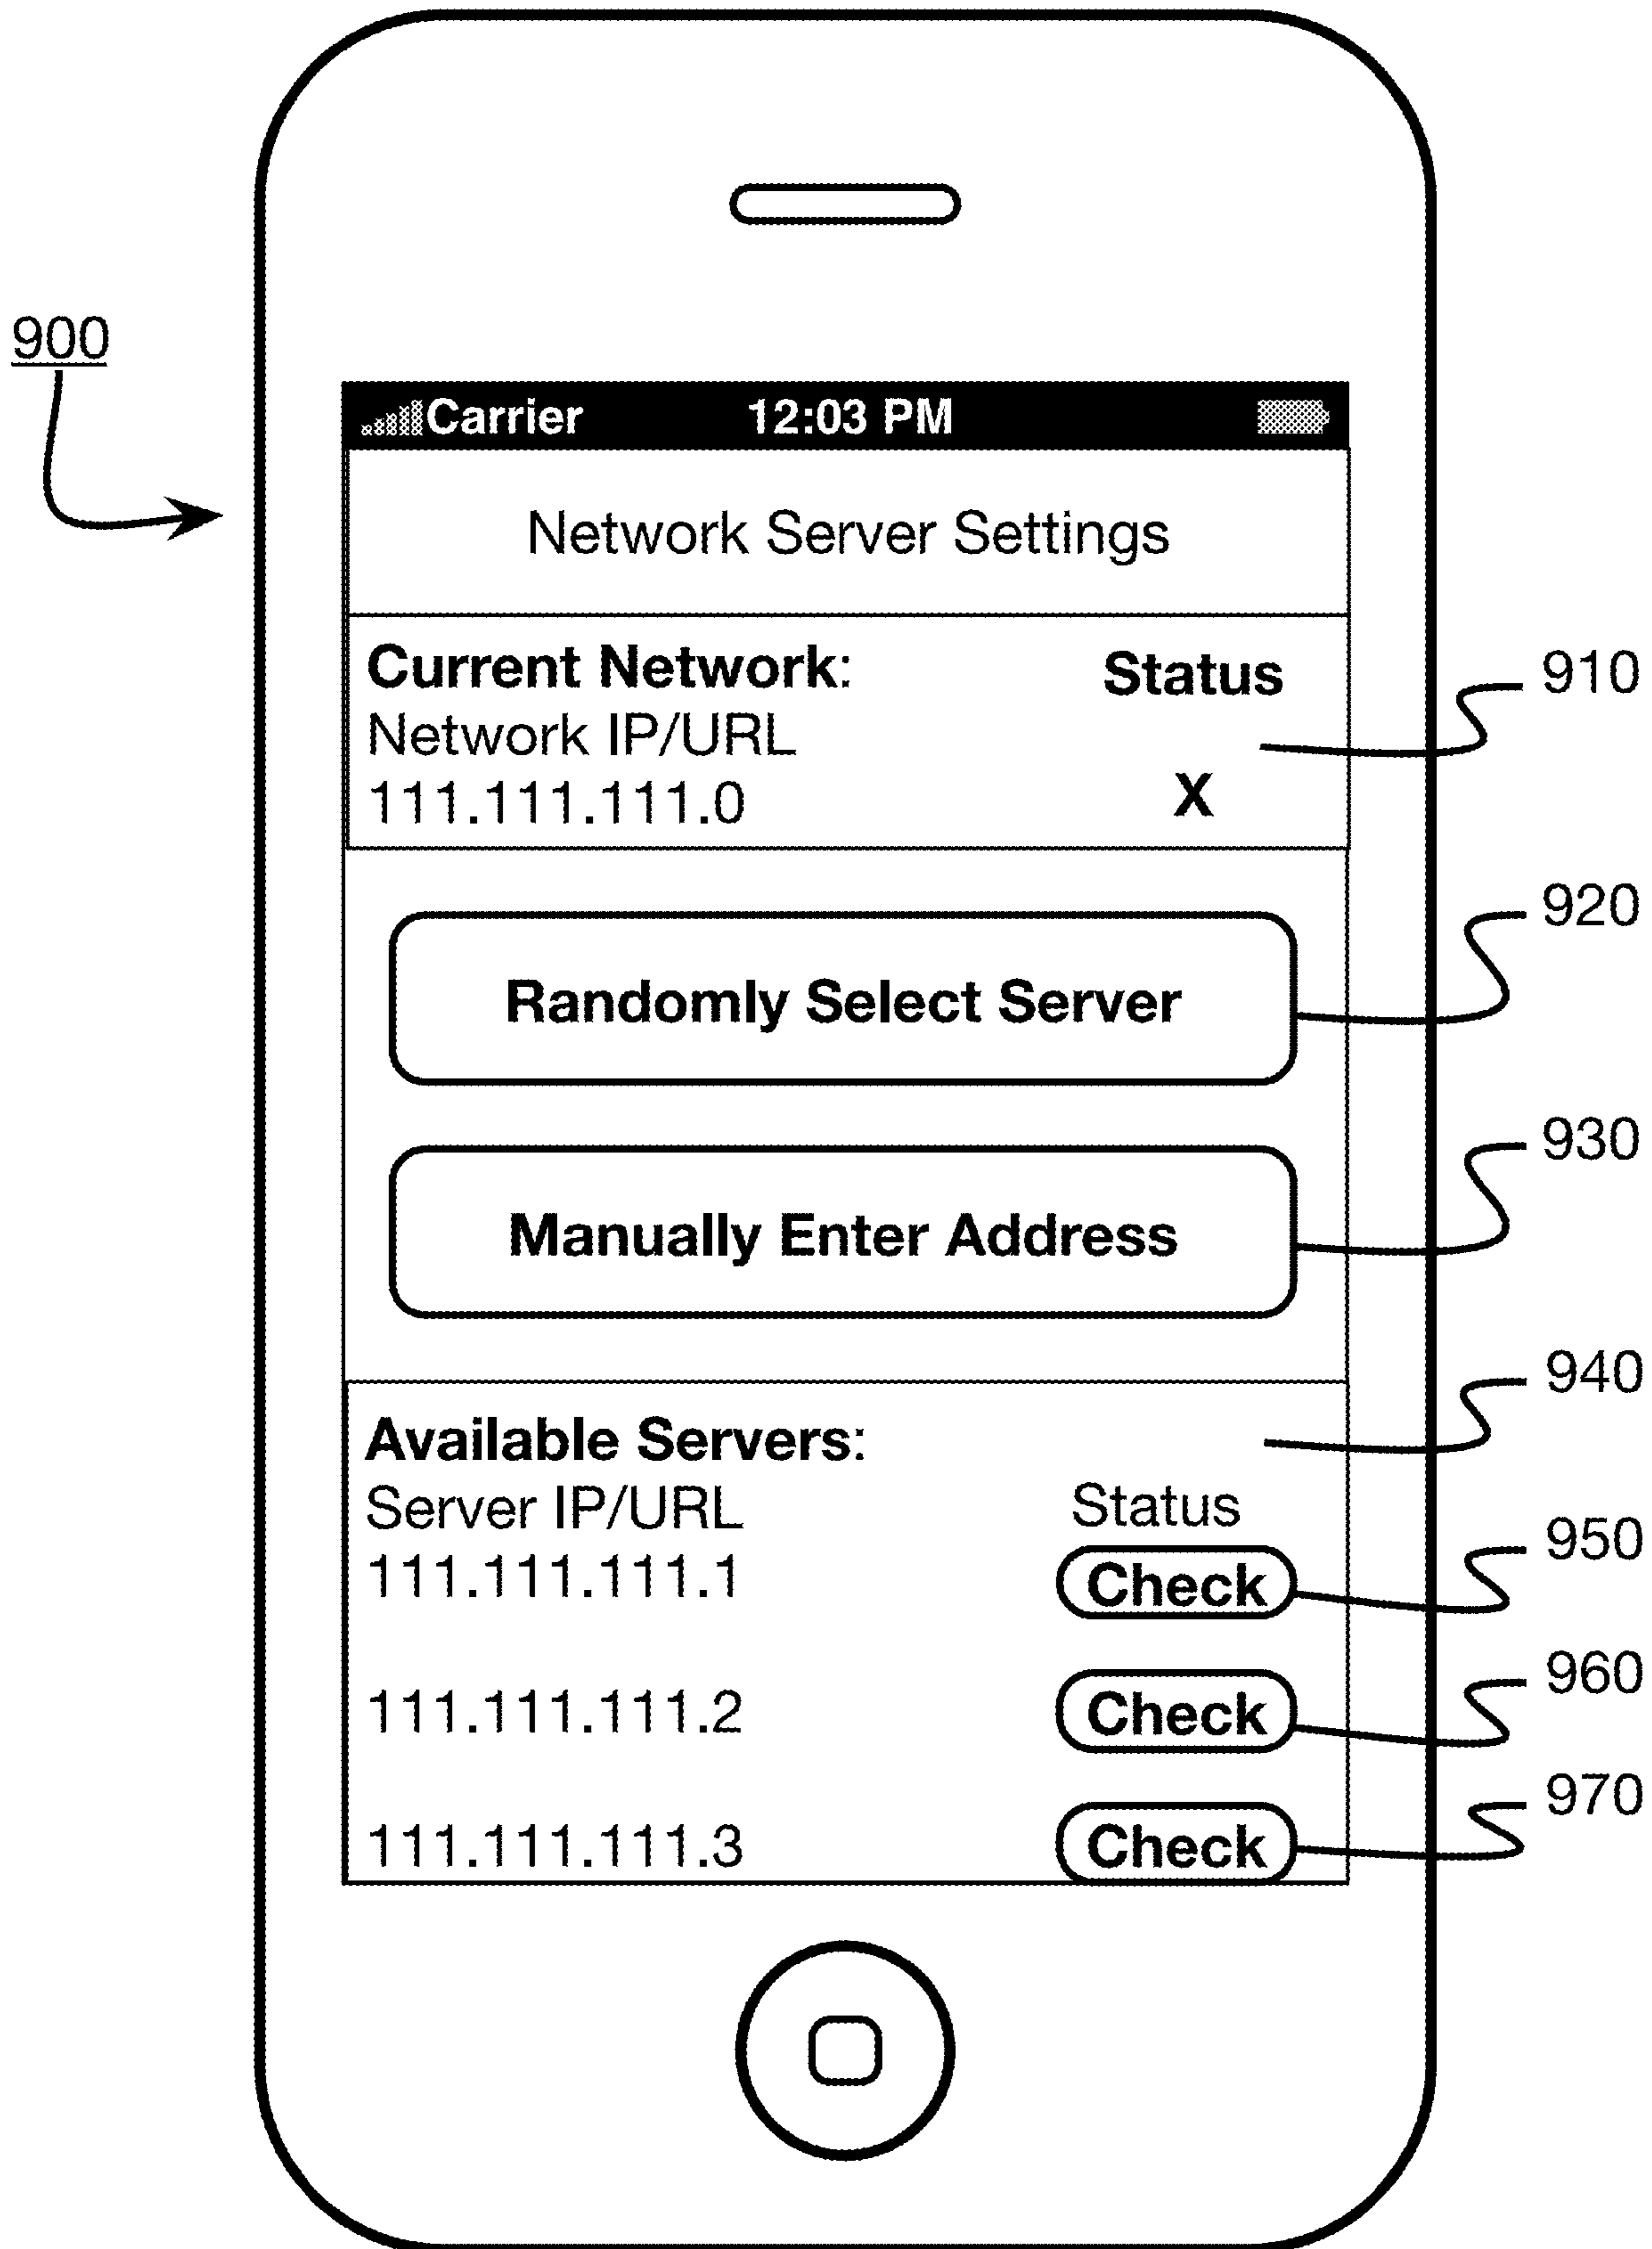 900
Carrier 12:03 PM
Network Server Settings
Current Network: Status
910
Network IP/URL
111.111.111.0 X
920
Randomly Select Server
930
Manually Enter Address
940
Available Servers:
Server IP/URL Status
950
111.111.111.1 Check
960
111.111.111.2 Check
970
111.111.111.3 Check